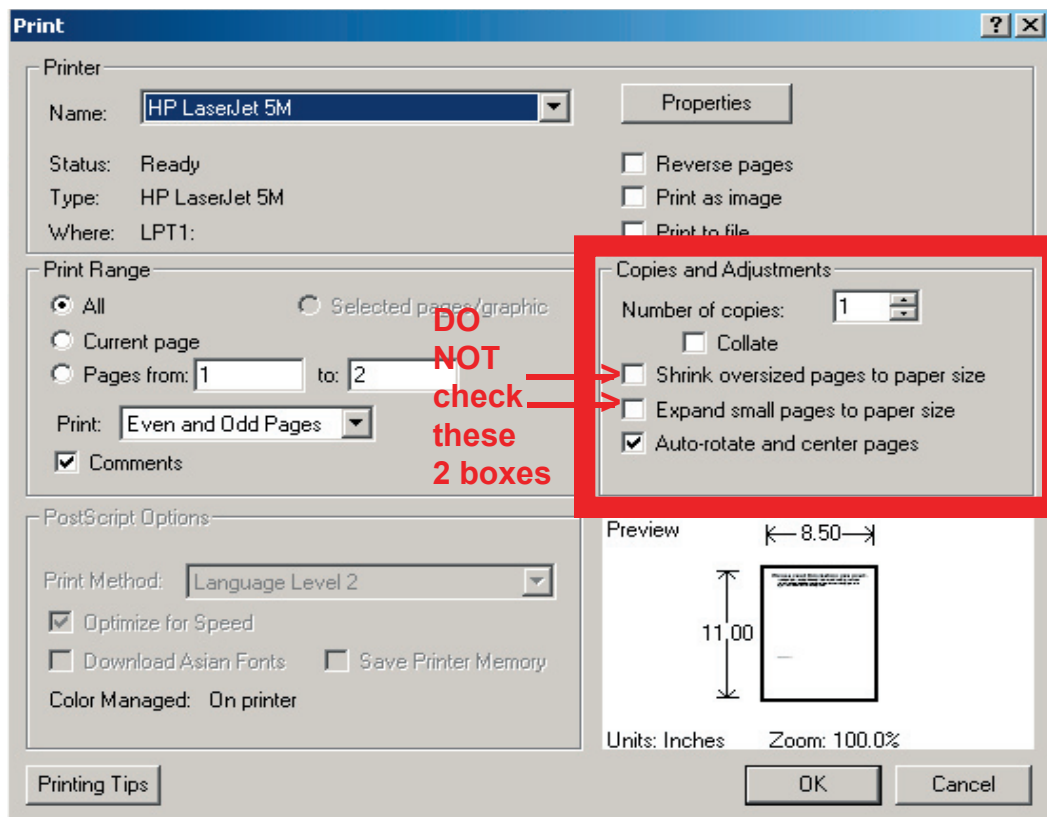 Print
Printer
Name: HP LaserJet 5M
Properties
Status: Ready
Type: HP LaserJet 5M
Where: LPT1:
Reverse pages
Print as image
Print to file
Print Range
All
Selected pages/graphic
Current page
Pages from: 1 to: 2
Print: Even and Odd Pages
Comments
DO
NOT
check
these
2 boxes
Copies and Adjustments
Number of copies: 1
Collate
Shrink oversized pages to paper size
Expand small pages to paper size
Auto-rotate and center pages
PostScript Options
Print Method: Language Level 2
Optimize for Speed
Download Asian Fonts
Save Printer Memory
Color Managed: On printer
Preview
8.50
11.00
Units: Inches Zoom: 100.0%
Printing Tips
OK
Cancel